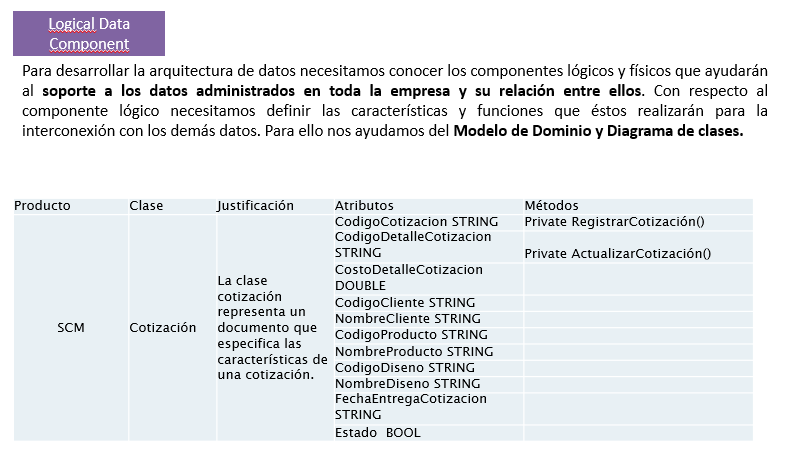 Logical Data
Component
Para desarrollar la arquitectura de datos necesitamos conocer los componentes lógicos y físicos que ayudarán
al soporte a los datos administrados en toda la empresa y su relación entre ellos. Con respecto al
componente lógico necesitamos definir las características y funciones que éstos realizarán para la
interconexión con los demás datos. Para ello nos ayudamos del Modelo de Dominio y Diagrama de clases.
Producto Clase Justificación Atributos Métodos
SCM
Cotización
La clase
cotización
representa un
documento que
especifica las
características de
una cotización.
CodigoCotizacion STRING Private RegistrarCotización()
CodigoDetalleCotizacion
STRING Private ActualizarCotización()
CostoDetalleCotizacion
DOUBLE
CodigoCliente STRING
NombreCliente STRING
CodigoProducto STRING
NombreProducto STRING
CodigoDiseno STRING
NombreDiseno STRING
FechaEntregaCotizacion
STRING
Estado BOOL